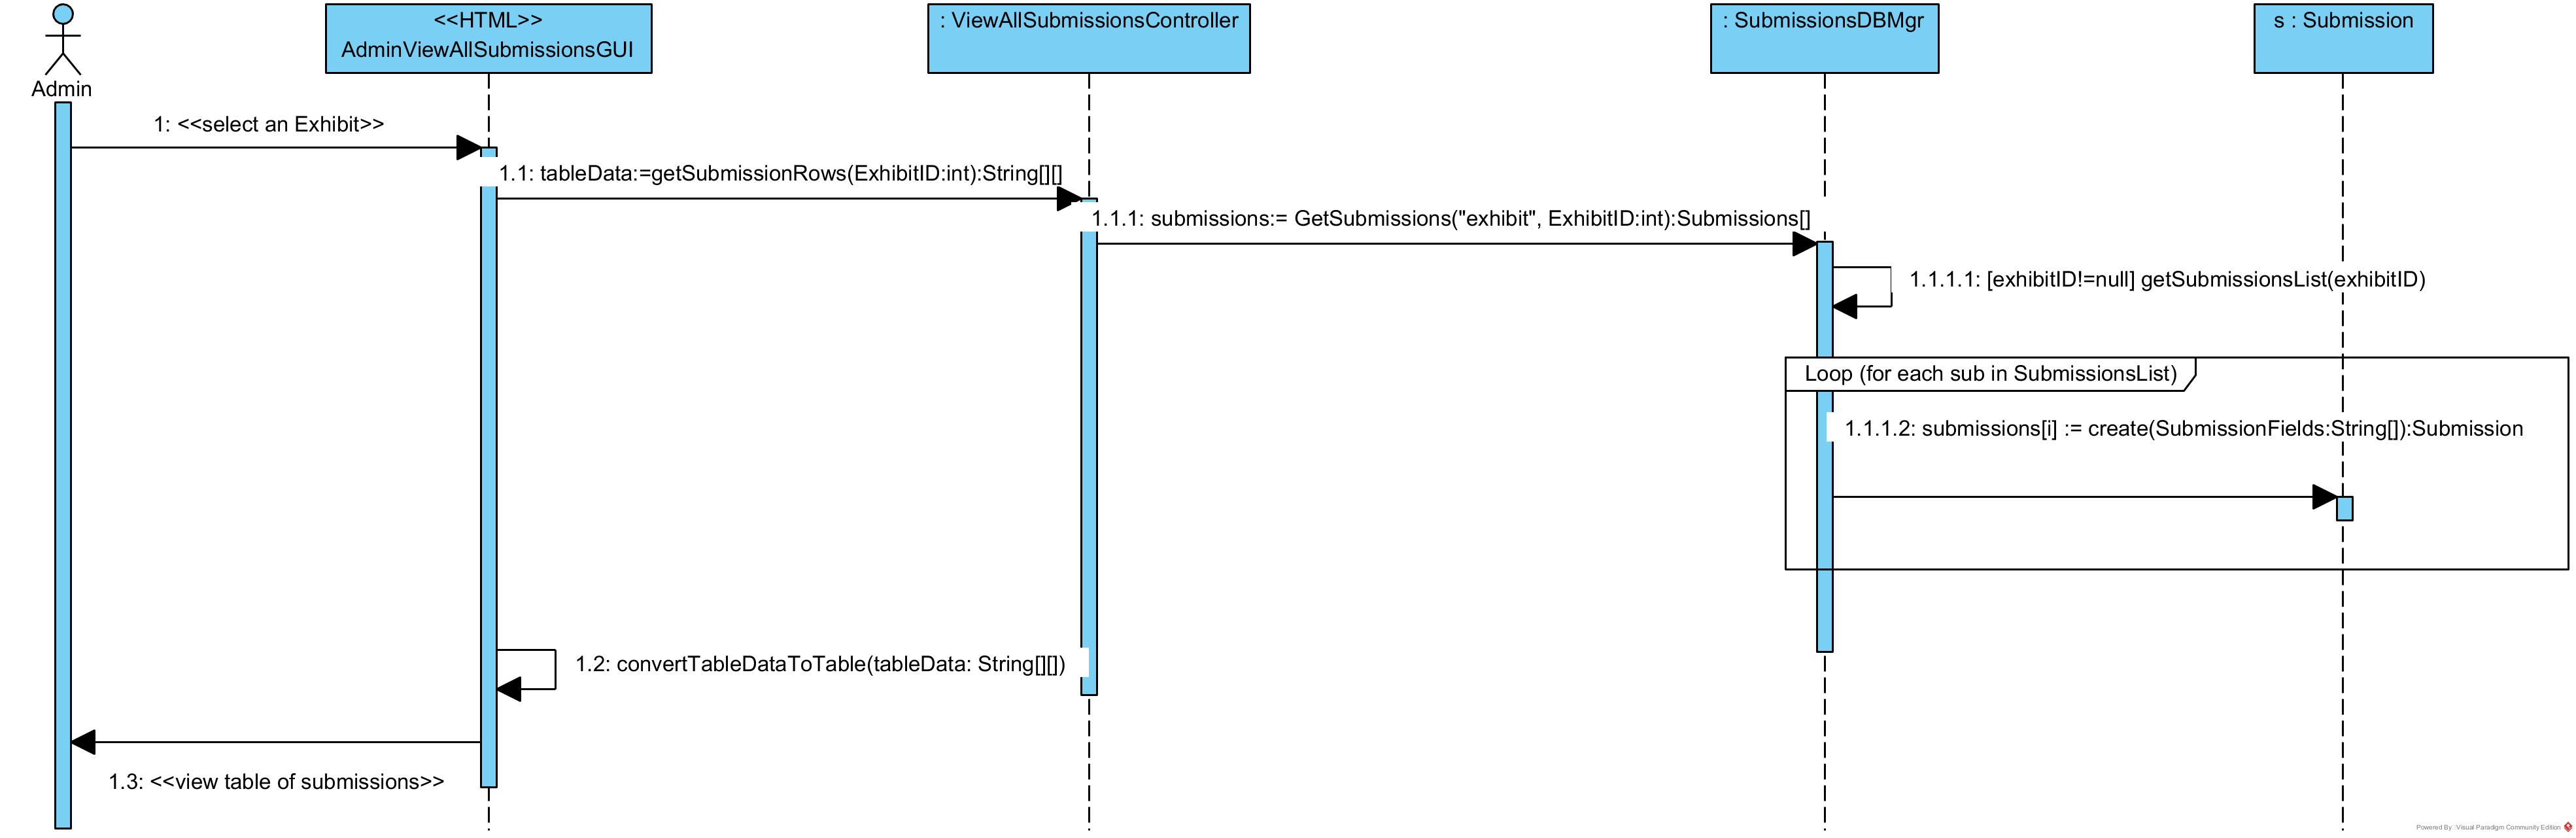 <<HTML>>
AdminViewAllSubmissionsGUI
: ViewAllSubmissionsController
: SubmissionsDBMgr
s : Submission
Admin
1: <<select an Exhibit>>
1.1: tableData:=getSubmissionRows(ExhibitID:int):String[][]
1.1.1: submissions:= GetSubmissions("exhibit", ExhibitID:int):Submissions[]
1.1.1.1: [exhibitID!=null] getSubmissionsList(exhibitID)
Loop (for each sub in SubmissionsList)
1.1.1.2: submissions[i] := create(SubmissionFields:String[]):Submission
1.2: convertTableDataToTable(tableData: String[][])
1.3: <<view table of submissions>>
Powered By Visual Paradigm Community Edition